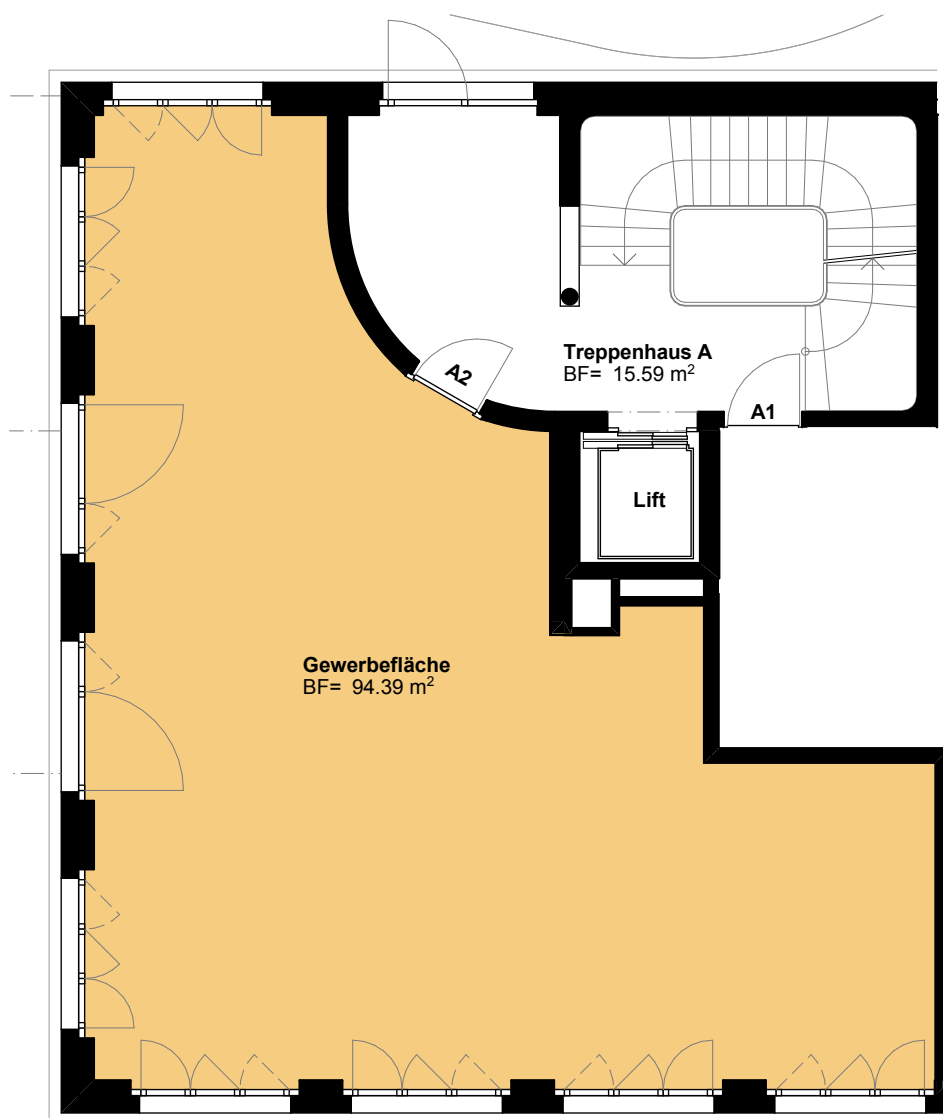 Treppenhaus A
BF= 15.59 m²
A2
A1
Lift
Gewerbefläche
BF= 94.39 m²